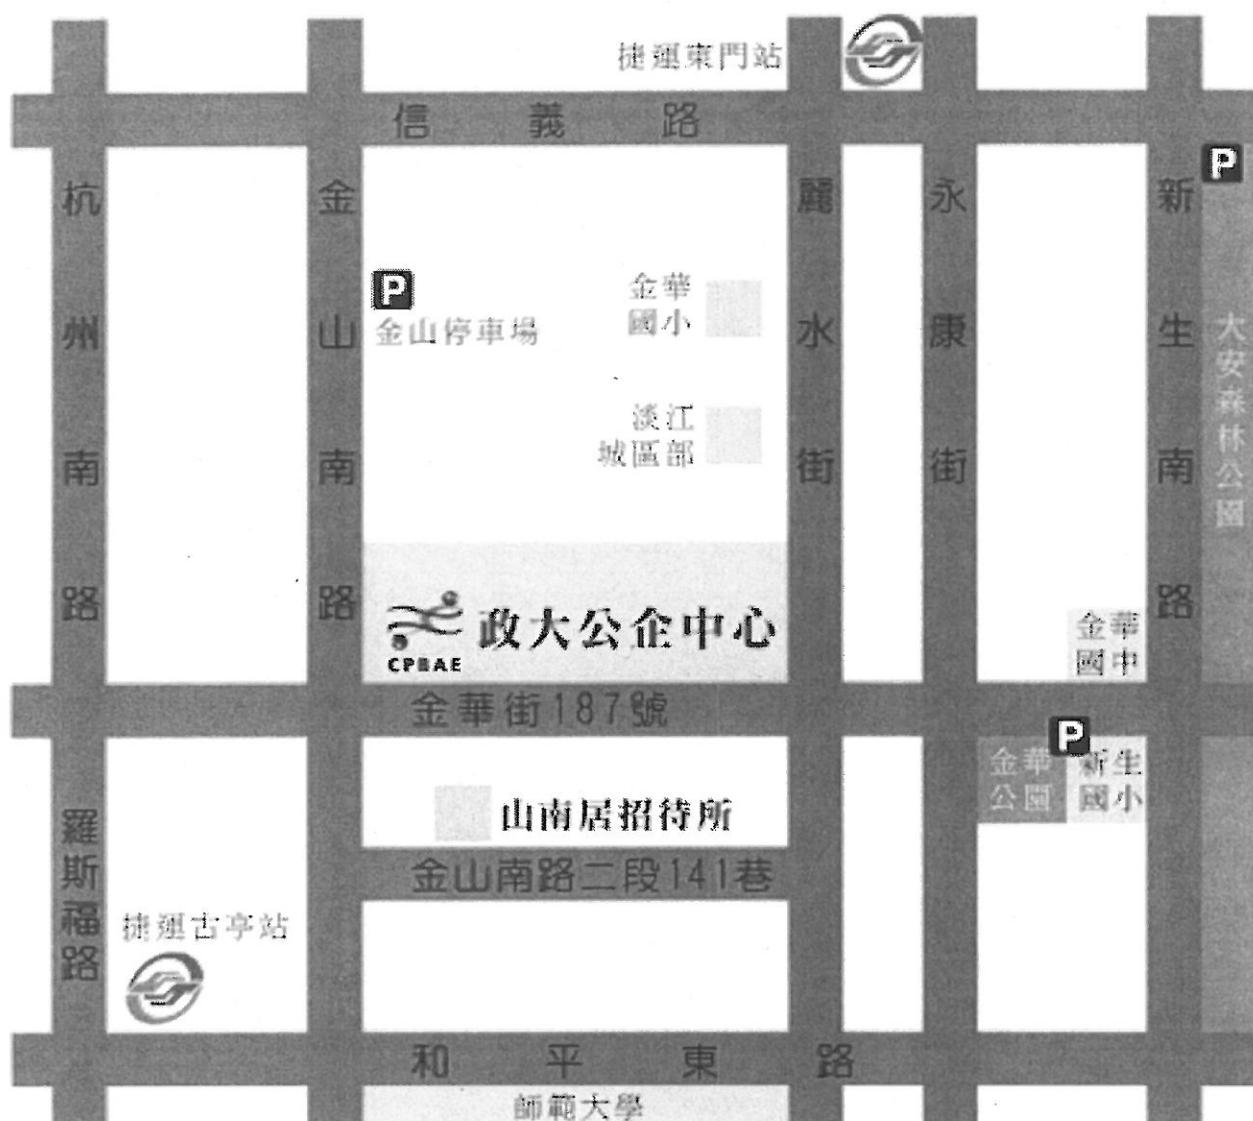 捷運東門站
信義路
P
杭州南路
金山南路
麗水街
永康街
新生南路
P
金山停車場
金華
國小
大安森林公園
淡江
城區部
CPBAE
政大公企中心
金華
國中
金華街187號
P
金華
公園
新生
國小
山南居招待所
羅斯福路
金山南路二段141巷
捷運古亭站
和平東路
師範大學